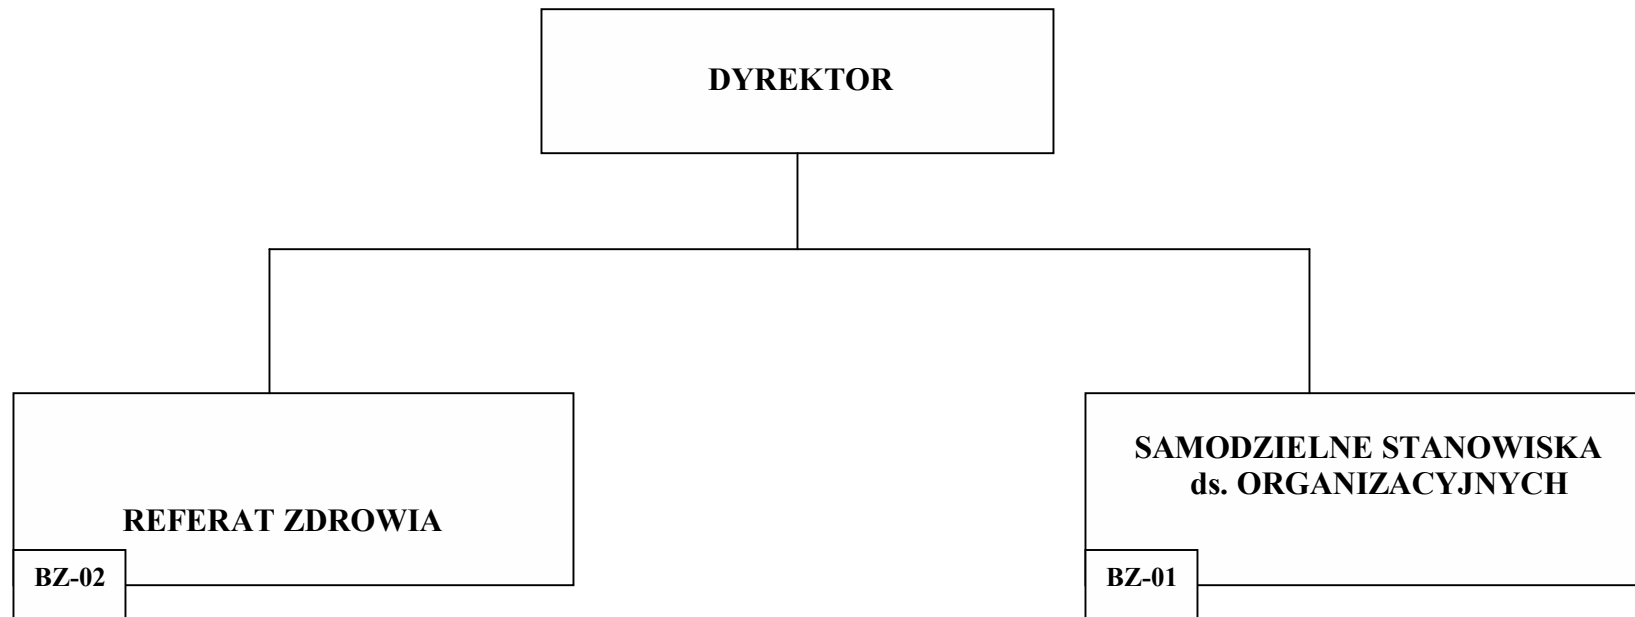 DYREKTOR
REFERAT ZDROWIA
BZ-02
SAMODZIELNE STANOWISKA
ds. ORGANIZACYJNYCH
BZ-01